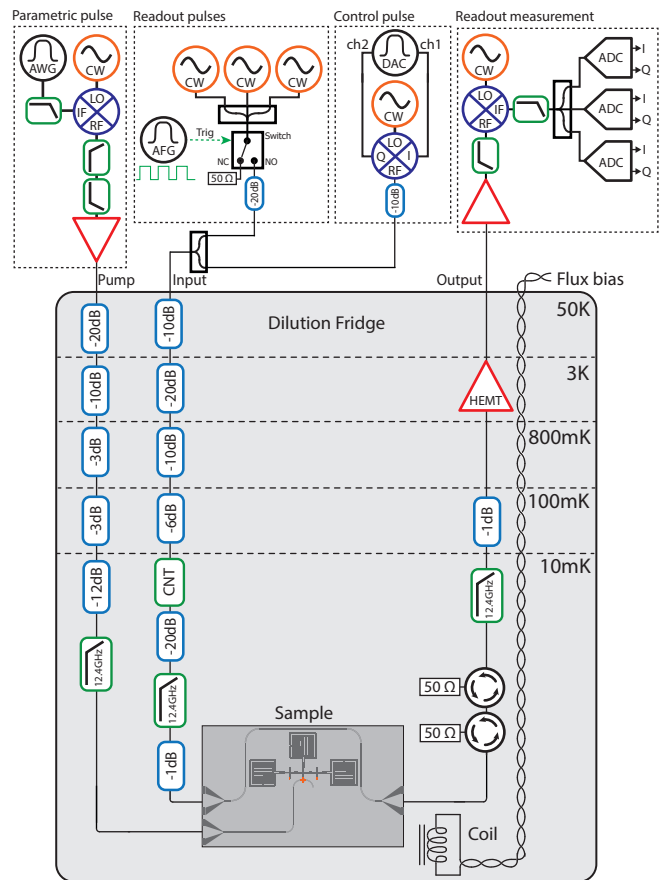 Parametric pulse
Readout pulses
Control pulse
Readout measurement
AWG
CW
LO
IF
RF
CW
CW
CW
AFG
Trig
Switch
NC
NO
50 Ω
-20dB
ch2
ch1
DAC
CW
LO
Q
I
RF
-10dB
CW
LO
IF
RF
ADC
I
Q
ADC
I
Q
ADC
I
Q
Pump
Input
Output
Flux bias
Dilution Fridge
50K
-20dB
-10dB
3K
-10dB
-20dB
HEMT
800mK
-3dB
-10dB
100mK
-3dB
-6dB
-1dB
10mK
-12dB
CNT
12.4GHz
-20dB
12.4GHz
12.4GHz
50 Ω
50 Ω
-1dB
Sample
Coil